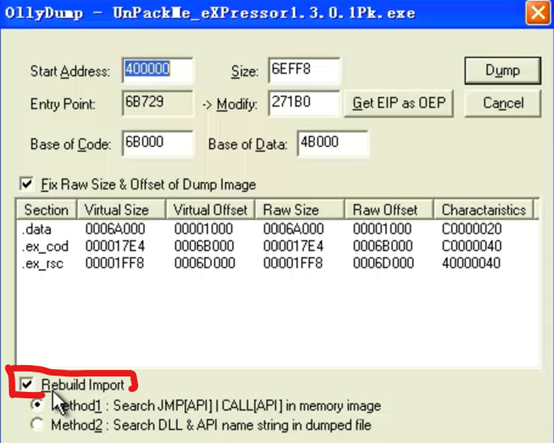 OllyDump - UnPackMe_eXPressor1.3.0.1Pk.exe
Start Address: 400000 Size: 6EFF8 Dump
Entry Point: 6B729 -> Modify: 271B0 Get EIP as OEP Cancel
Base of Code: 6B000 Base of Data: 4B000
Fix Raw Size & Offset of Dump Image
Section Virtual Size Virtual Offset Raw Size Raw Offset Charactaristics
.data 0006A000 00001000 0006A000 00001000 C0000020
.ex_cod 000017E4 0006B000 000017E4 0006B000 C0000040
.ex_rsc 00001FF8 0006D000 00001FF8 0006D000 40000040
Rebuild Import
Method1 : Search JMP[API] | CALL[API] in memory image
Method2 : Search DLL & API name string in dumped file